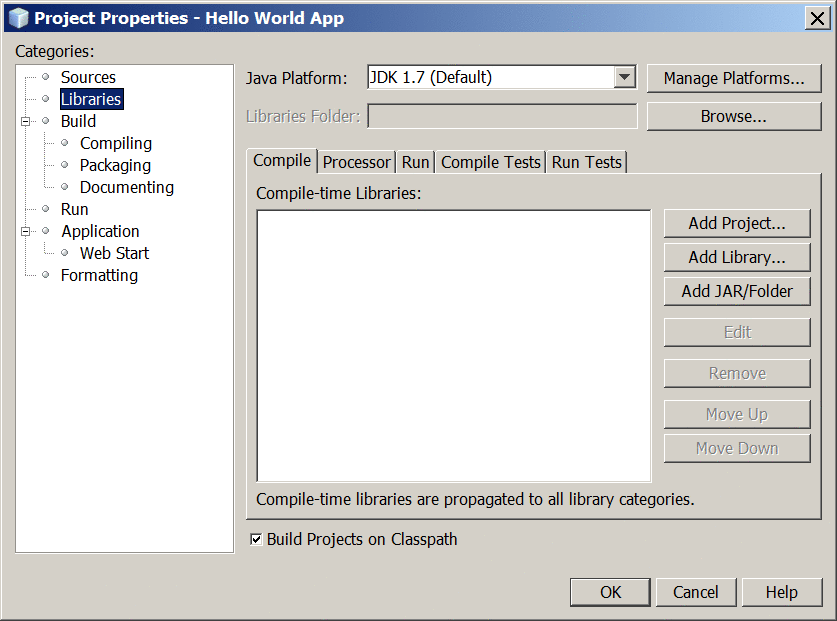 Project Properties - Hello World App
Categories:
Sources
Libraries
Build
Compiling
Packaging
Documenting
Run
Application
Web Start
Formatting
Java Platform: JDK 1.7 (Default) Manage Platforms...
Libraries Folder: Browse...
Compile Processor Run Compile Tests Run Tests
Compile-time Libraries:
Add Project...
Add Library...
Add JAR/Folder
Edit
Remove
Move Up
Move Down
Compile-time libraries are propagated to all library categories.
Build Projects on Classpath
OK Cancel Help